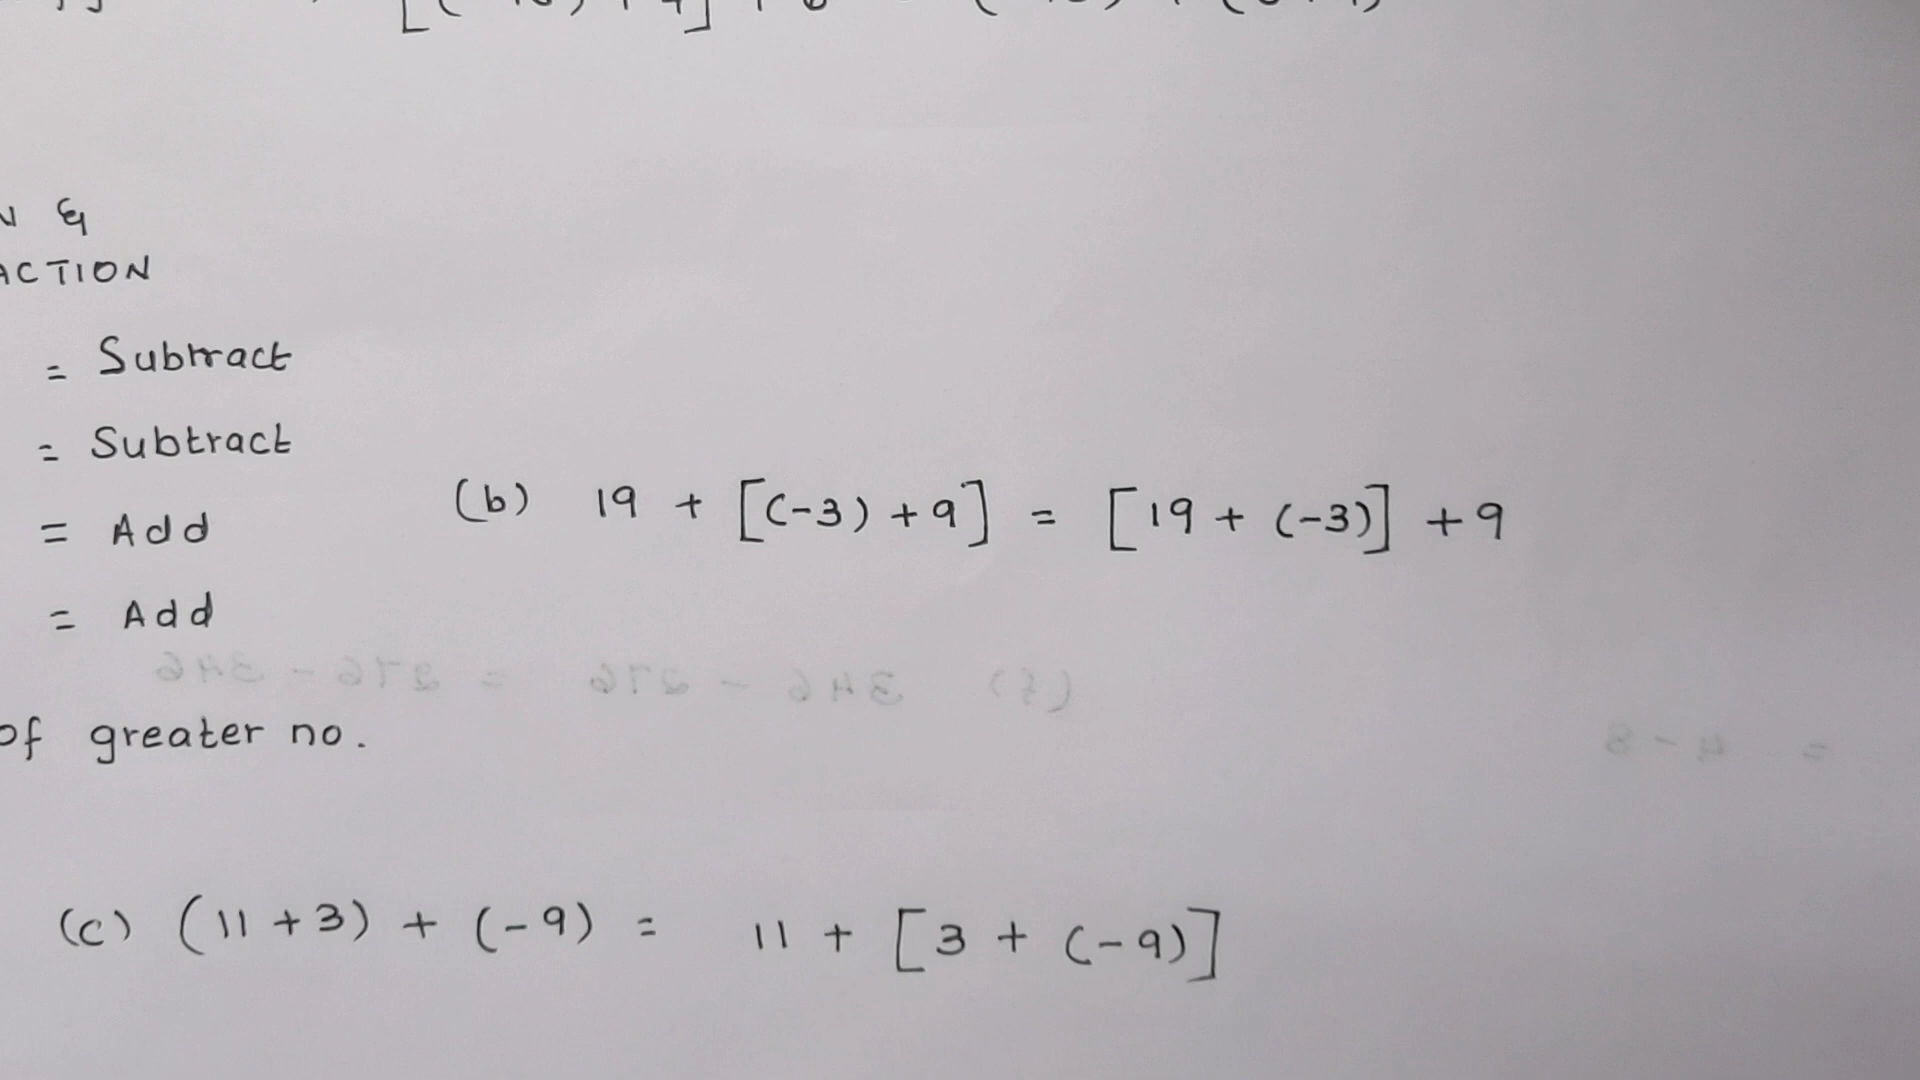 &
ACTION
= Subtract
= Subtract
= Add
= Add
of greater no.
(b) 19 + [(-3) + 9] = [19 + (-3)] + 9
(c) (11 + 3) + (-9) = 11 + [3 + (-9)]